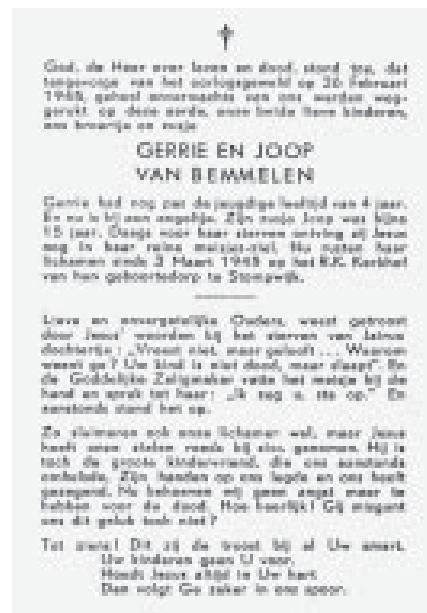 God, de Heer over leven en dood, stond toe, dat
tengevolge van het oorlogsgeweld op 26 Februari
1945, geheel onverwachts van ons werden weg-
gerukt op deze aarde, onze beide lieve kinderen,
ons broertje en zusje
GERRIE EN JOOP
VAN BEMMELEN
Gerrie had nog pas de jeugdige leeftijd van 4 jaar.
En nu is hij een engeltje. Zijn zusje Joop was bijna
15 jaar. Daags voor haar sterven ontving zij Jezus
nog in haar reine meisjes-ziel. Nu rusten haar
lichamen sinds 3 Maart 1945 op het R.K. Kerkhof
van hun geboortedorp te Stompwijk.
Lieve en onvergetelijke Ouders, weest getroost
door Jesus' woorden bij het sterven van Jaïrus
dochtertje: „Vreest niet, maar gelooft ... Waarom
weent ge? Uw kind is niet dood, maar slaapt". En
de Goddelijke Zaligmaker vatte het meisje bij de
hand en sprak tot haar: „Ik zeg u, sta op." En
aanstonds stond het op.
Zo sluimeren ook onze lichamen wel, maar Jesus
heeft onze zielen reeds bij zich genomen. Hij is
toch de grote kindervriend, die ons aanstonds
omhelsde. Zijn handen op ons legde en ons heeft
gezegend. Nu behoeven wij geen angst meer te
hebben voor de dood. Hoe heerlijk! Gij misgunt
ons dit geluk toch niet?
Tot ziens! Dit zij de troost bij al Uw smart.
Uw kinderen gaan U voor.
Houdt Jesus altijd in Uw hart
Dan volgt Ge zeker in ons spoor.